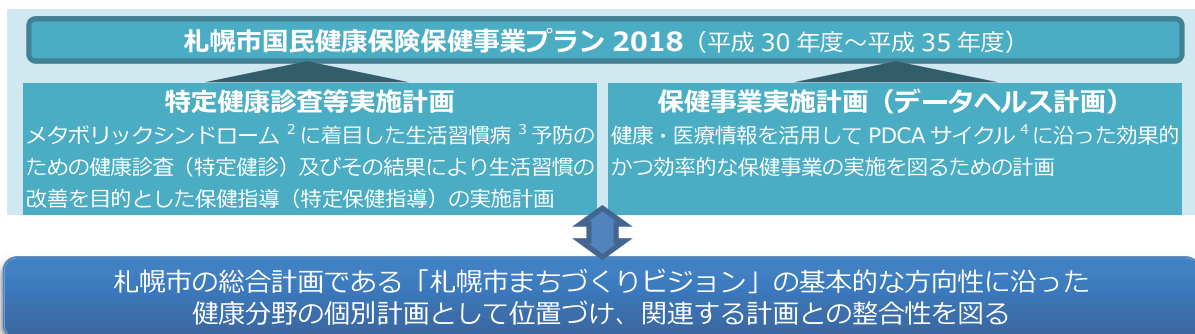 札幌市国民健康保険保健事業プラン 2018（平成 30 年度～平成 35 年度）
特定健康診査等実施計画
メタボリックシンドローム 2 に着目した生活習慣病 3 予防の
ための健康診査（特定健診）及びその結果により生活習慣の
改善を目的とした保健指導（特定保健指導）の実施計画
保健事業実施計画（データヘルス計画）
健康・医療情報を活用して PDCA サイクル 4 に沿った効果的
かつ効率的な保健事業の実施を図るための計画
札幌市の総合計画である「札幌市まちづくりビジョン」の基本的な方向性に沿った
健康分野の個別計画として位置づけ、関連する計画との整合性を図る